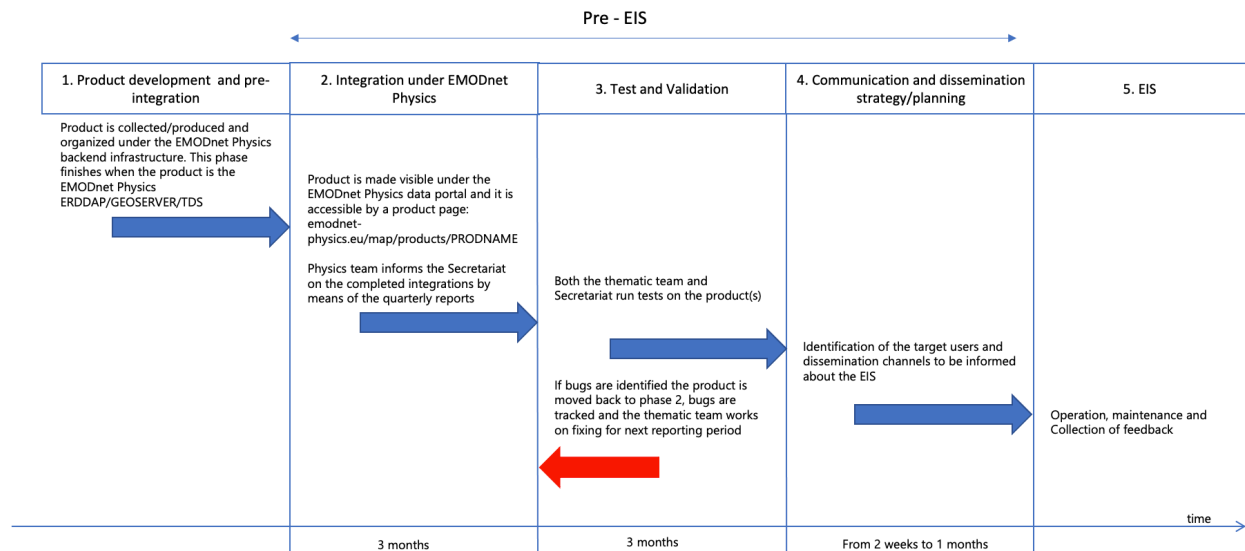 Pre - EIS
1. Product development  and pre-
integration
2. Integration under EMODnet
Physics
3. Test and Validation
4. Communication and dissemination
strategy/planning
5. EIS
Product is collected/produced and
organized under the EMODnet Physics
backend infrastructure. This phase
finishes when the product is the
EMODnet Physics
ERDDAP/GEOSERVER/TDS
Product is made visible under the
EMODnet Physics data portal and it is
accessible by a product page:
emodnet-
physics.eu/map/products/PRODNAME
Physics team informs the Secretariat
on the completed integrations by
means of the quarterly reports
Both the thematic team and
Secretariat run tests on the product(s)
If bugs are identified the product is
moved back to phase 2, bugs are
tracked and the thematic team works
on fixing for next reporting period
Identification of the target users and
dissemination channels to be informed
about the EIS
Operation, maintenance and
Collection of feedback
time
3 months
3 months
From 2 weeks to 1 months